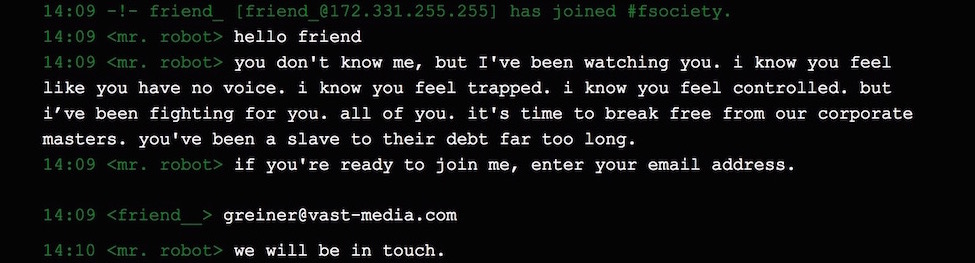 14:09 -!- friend_ [friend_@172.331.255.255] has joined #fsociety.
14:09 <mr. robot> hello friend
14:09 <mr. robot> you don't know me, but I've been watching you. i know you feel
like you have no voice. i know you feel trapped. i know you feel controlled. but
i’ve been fighting for you. all of you. it's time to break free from our corporate
masters. you've been a slave to their debt far too long.
14:09 <mr. robot> if you're ready to join me, enter your email address.
14:09 <friend__> greiner@vast-media.com
14:10 <mr. robot> we will be in touch.